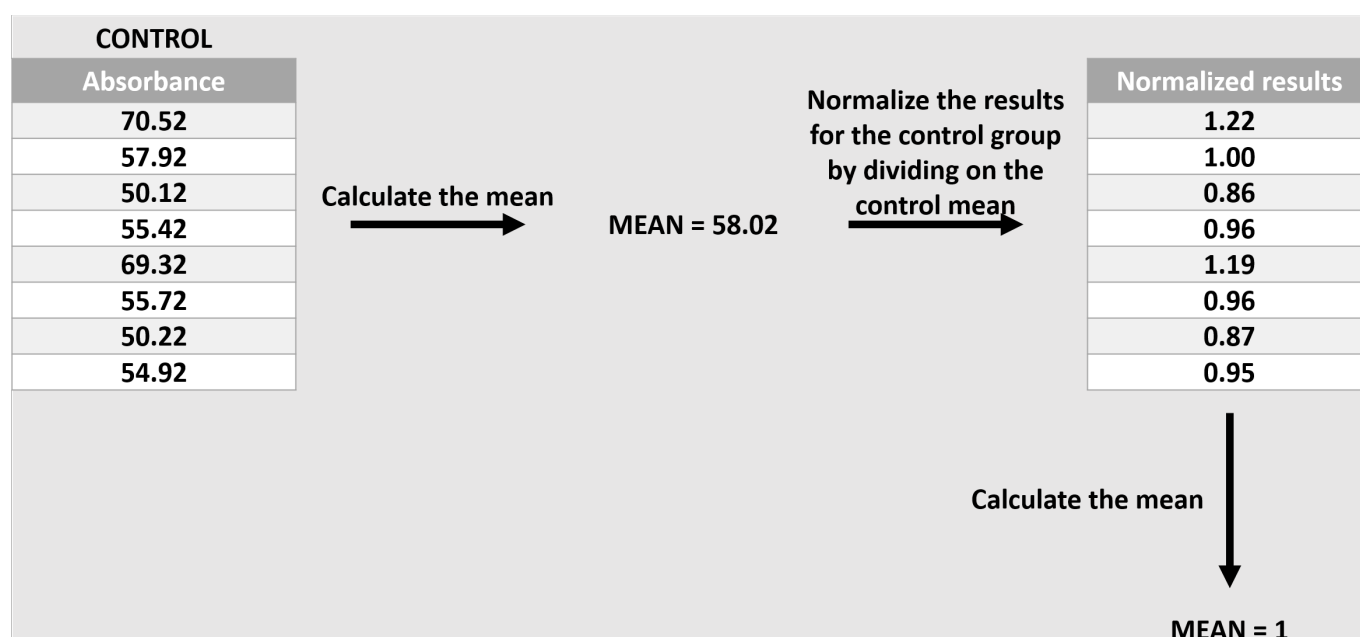 CONTROL
Absorbance
70.52
57.92
50.12
55.42
69.32
55.72
50.22
54.92
Calculate the mean
MEAN = 58.02
Normalize the results
for the control group
by dividing on the
control mean
Normalized results
1.22
1.00
0.86
0.96
1.19
0.96
0.87
0.95
Calculate the mean
MEAN = 1